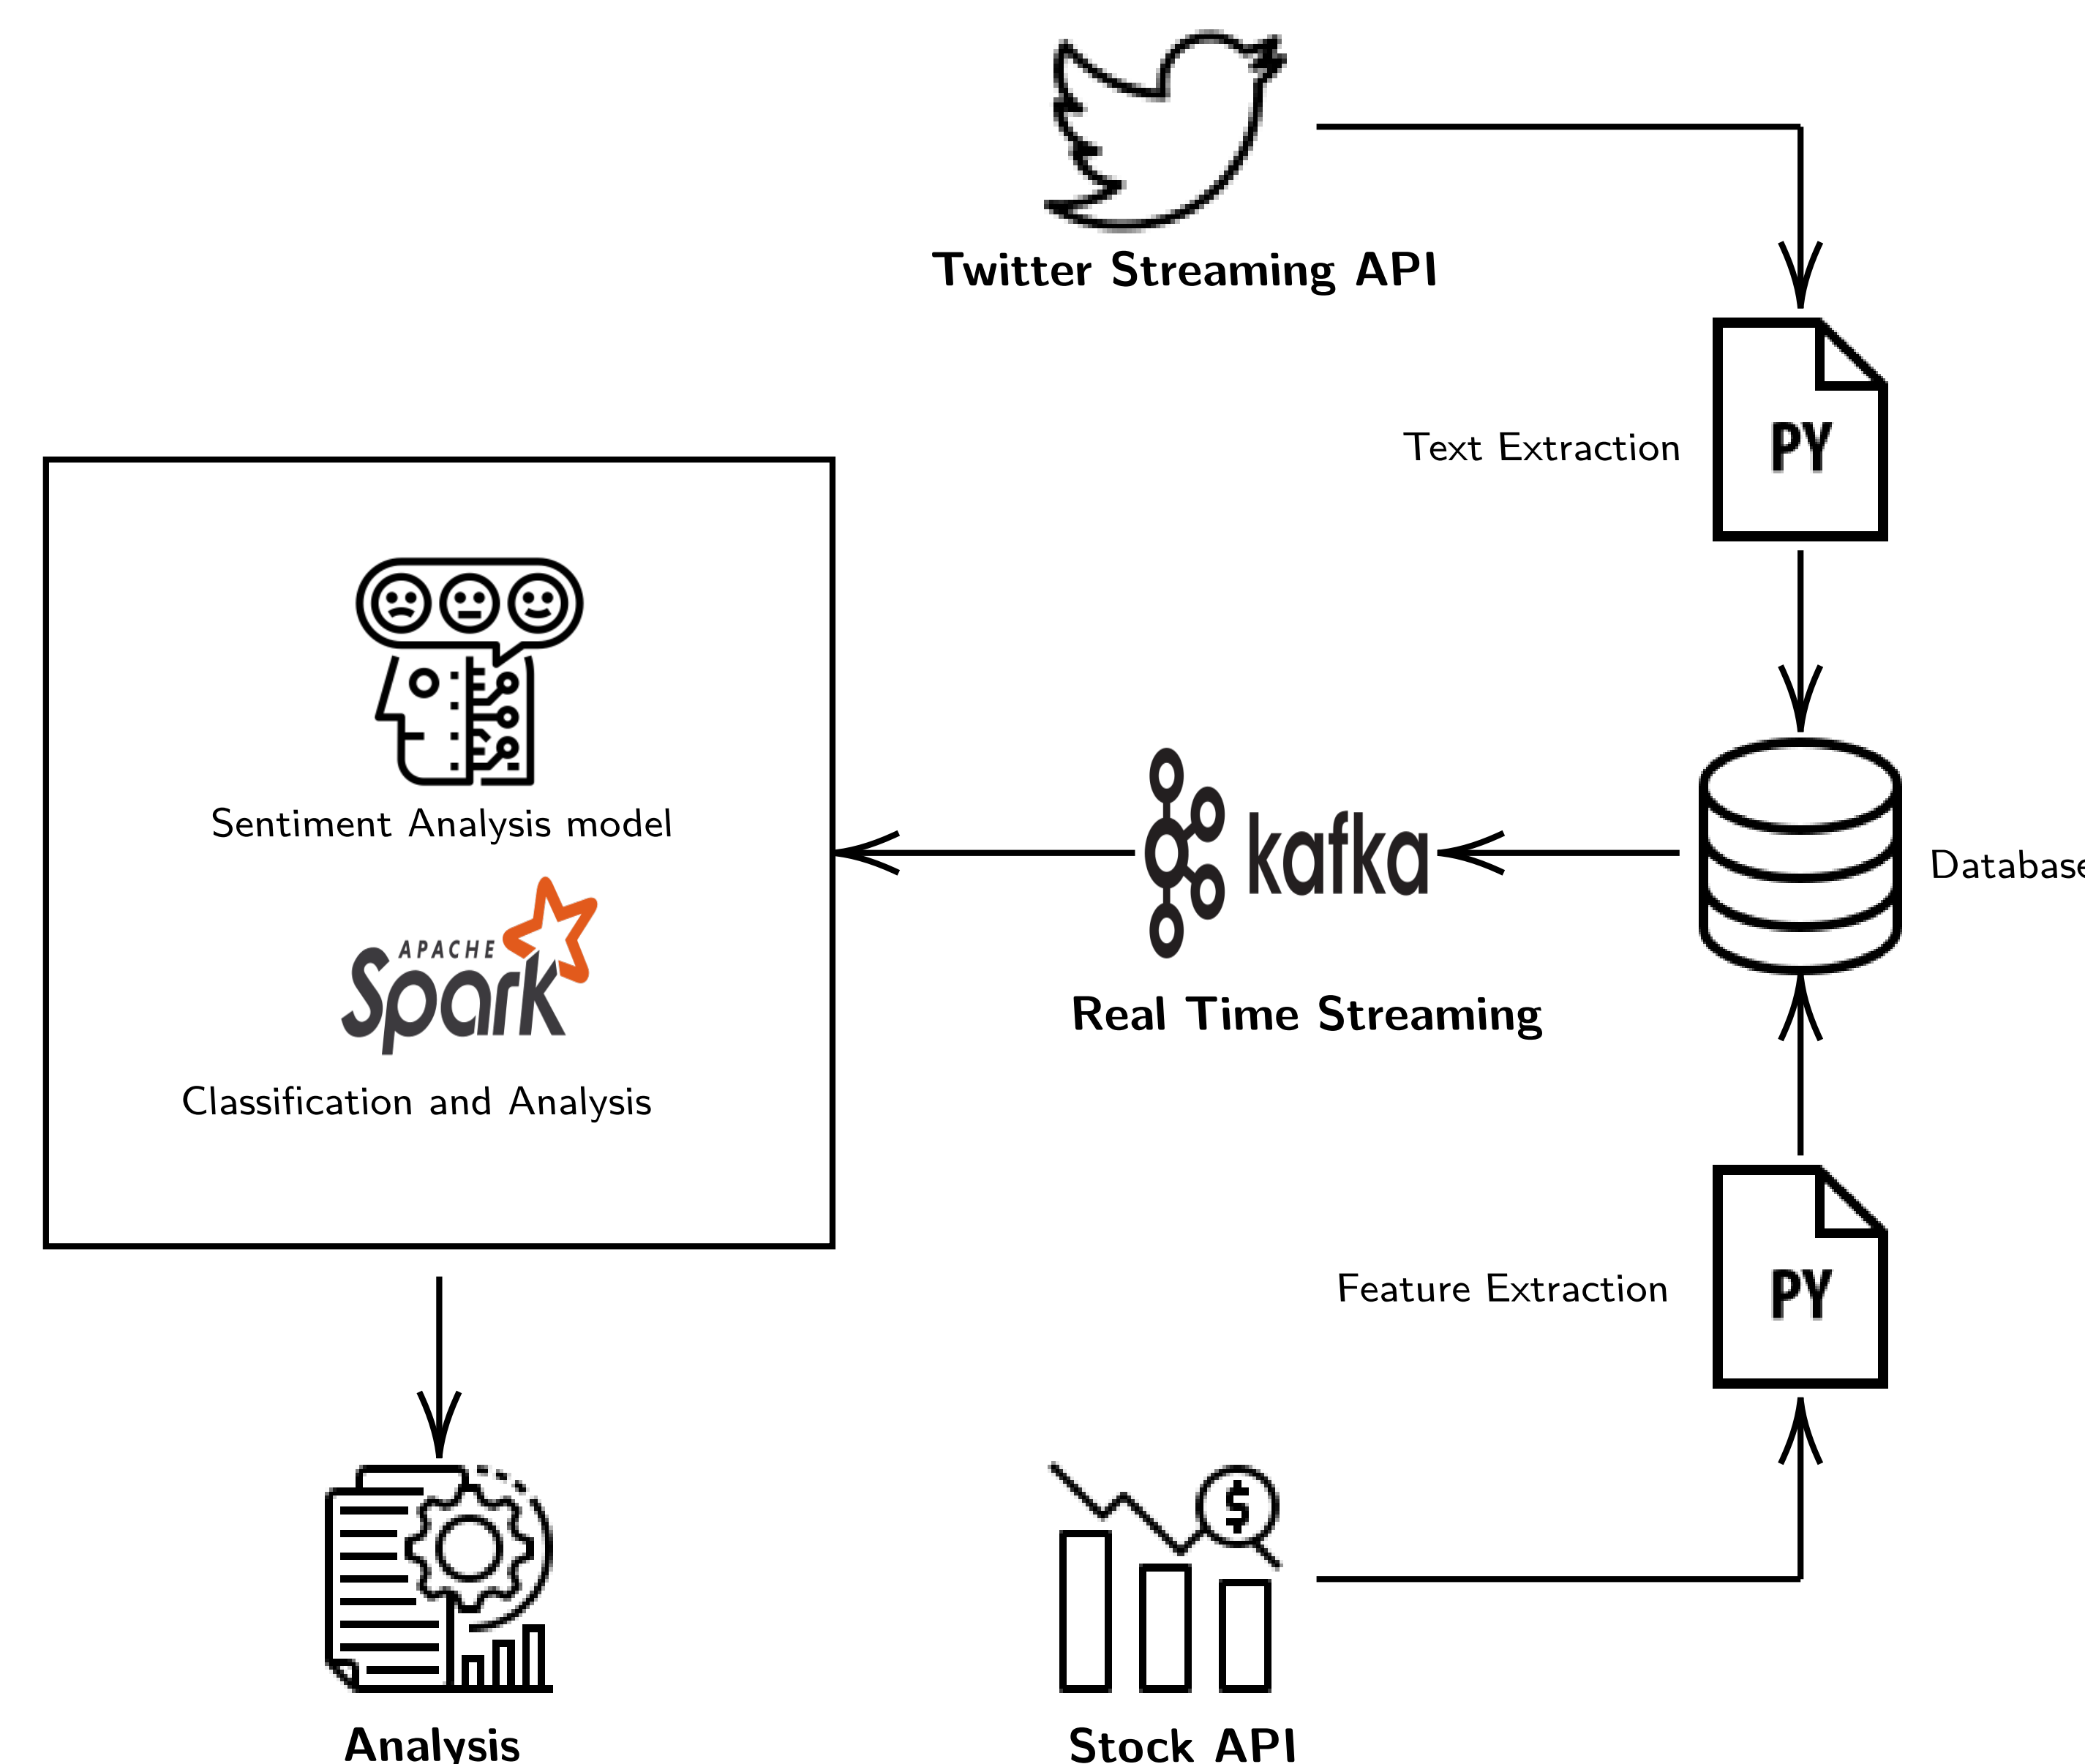 Twitter Streaming API
PY
Text Extraction
Sentiment Analysis model
kafka
Database
APACHE
Spark
Real Time Streaming
Classification and Analysis
PY
Feature Extraction
$
Analysis
Stock API